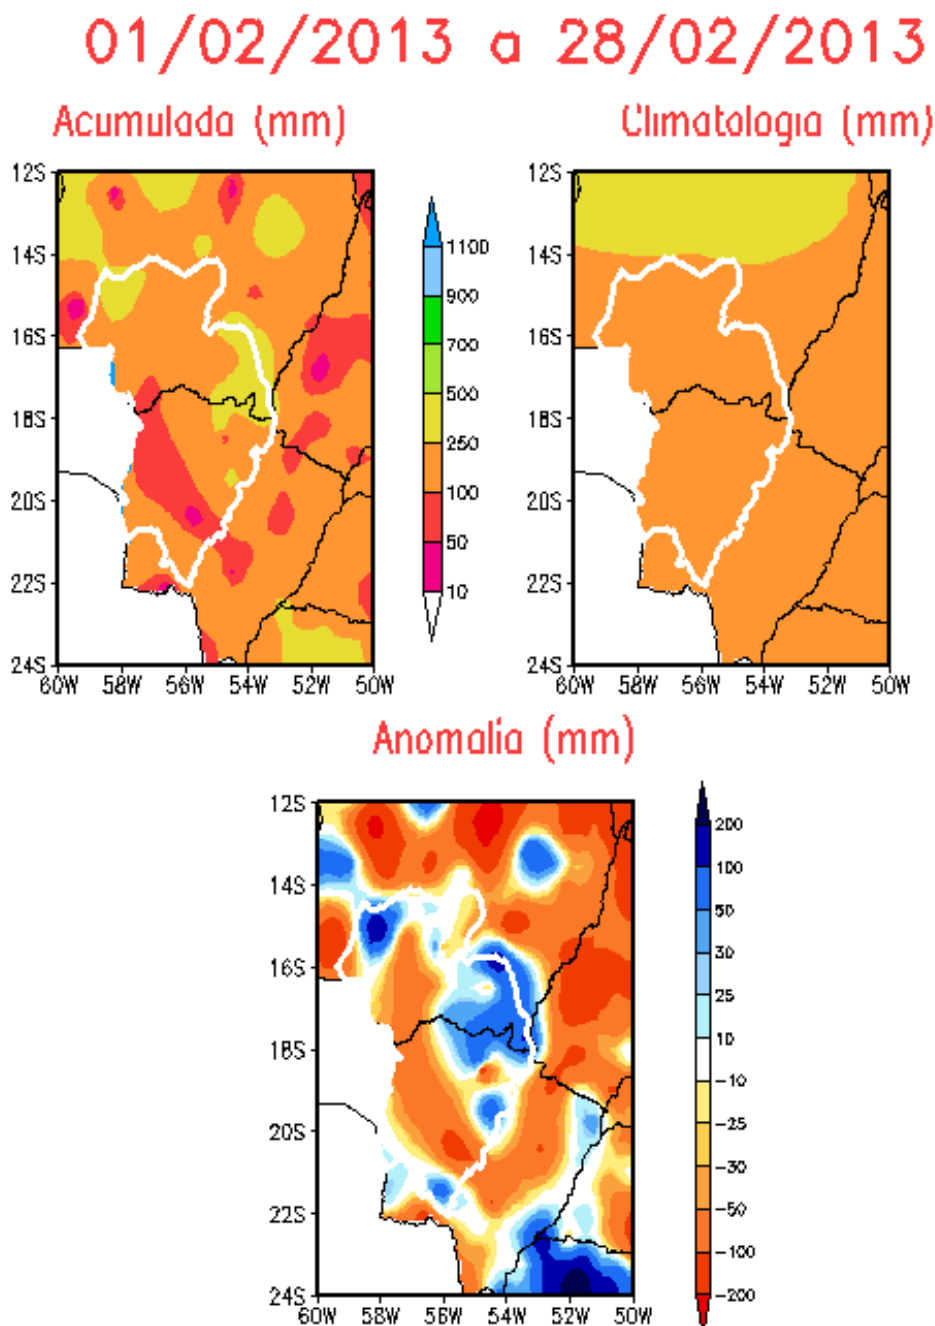 01/02/2013 a 28/02/2013
Acumulada (mm)
Climatologia (mm)
12S
14S
16S
18S
20S
22S
24S
60W 58W 56W 54W 52W 50W
1100
900
700
500
250
100
50
10
12S
14S
16S
18S
20S
22S
24S
60W 58W 56W 54W 52W 50W
Anomalia (mm)
12S
14S
16S
18S
20S
22S
24S
60W 58W 56W 54W 52W 50W
200
100
50
30
25
10
-10
-25
-30
-50
-100
-200